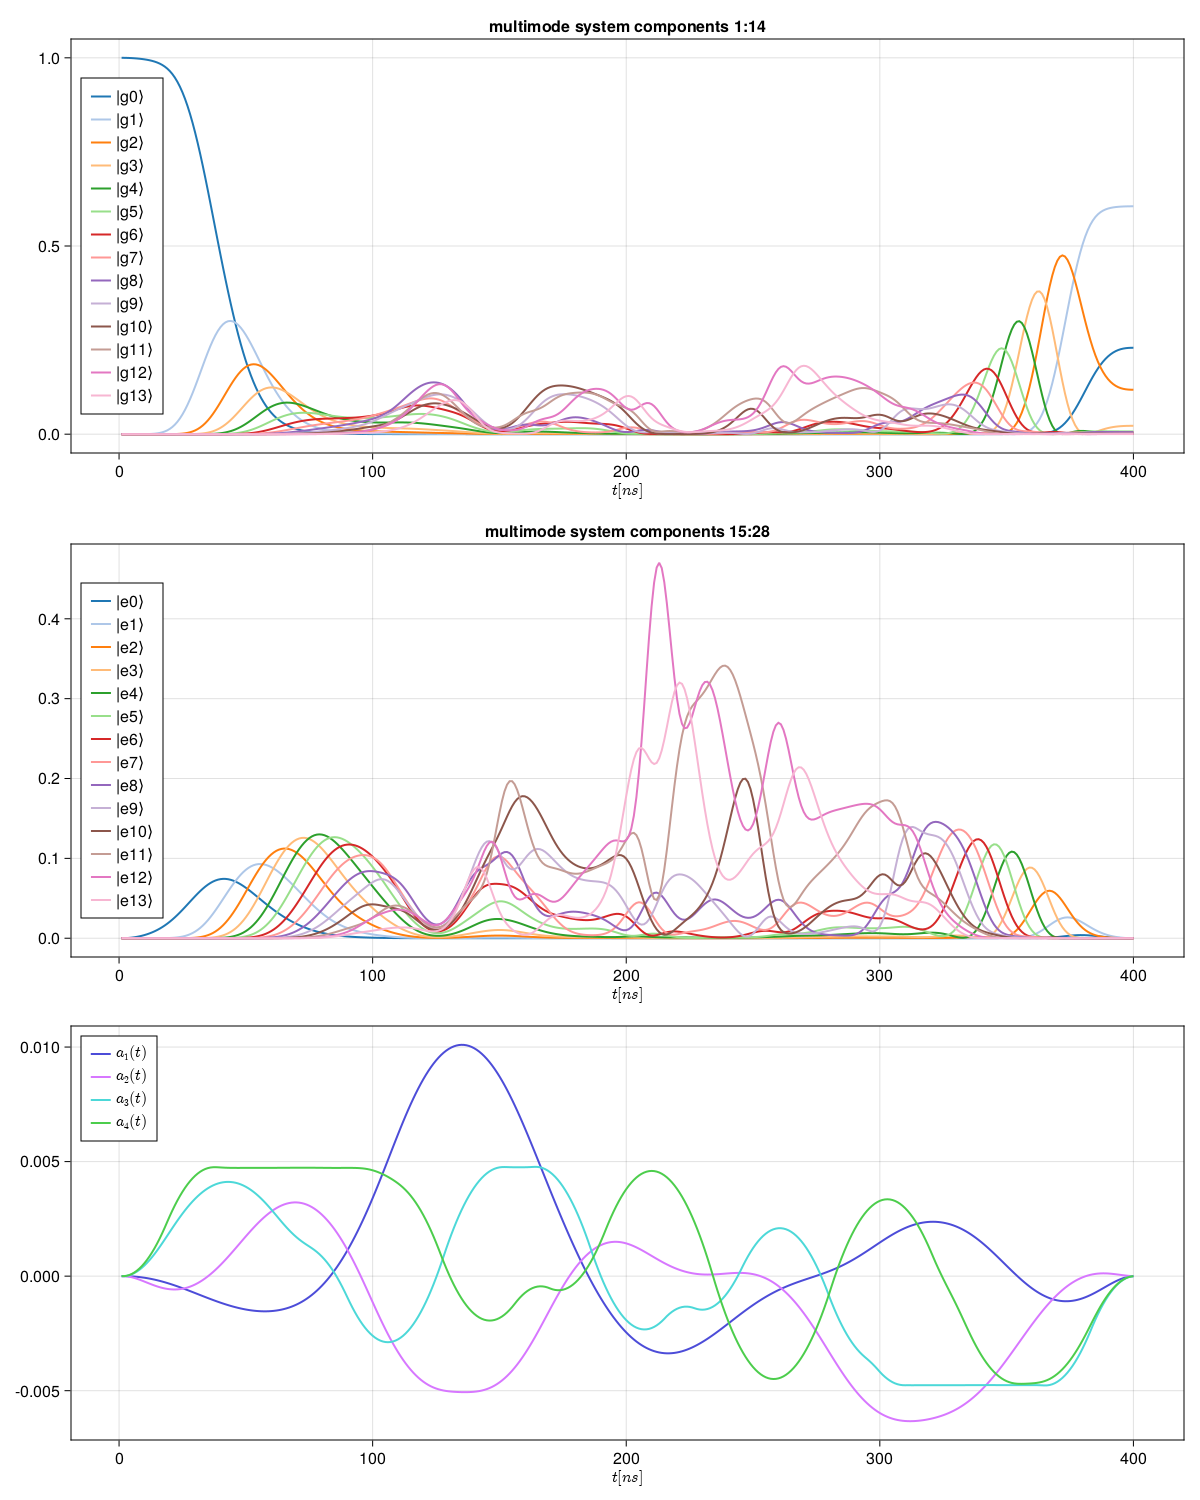 multimode system components 1:14
1.0
0.5
0.0
|g0⟩
|g1⟩
|g2⟩
|g3⟩
|g4⟩
|g5⟩
|g6⟩
|g7⟩
|g8⟩
|g9⟩
|g10⟩
|g11⟩
|g12⟩
|g13⟩
0 100 200 300 400
t[ns]
multimode system components 15:28
0.4
0.3
0.2
0.1
0.0
|e0⟩
|e1⟩
|e2⟩
|e3⟩
|e4⟩
|e5⟩
|e6⟩
|e7⟩
|e8⟩
|e9⟩
|e10⟩
|e11⟩
|e12⟩
|e13⟩
0 100 200 300 400
t[ns]
0.010
0.005
0.000
-0.005
a₁(t)
a₂(t)
a₃(t)
a₄(t)
0 100 200 300 400
t[ns]